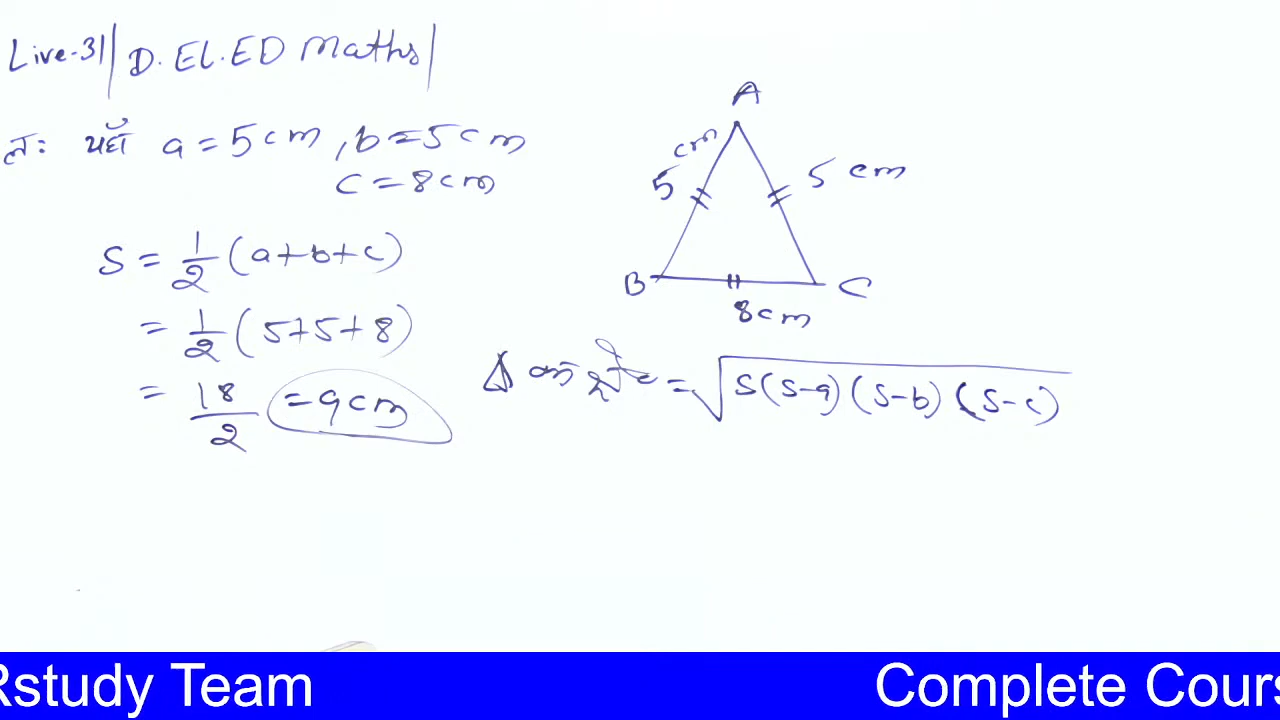 Live-31 | D.EL.ED Maths |
यहाँ a = 5cm, b = 5cm
c = 8cm
S = 1/2 (a+b+c)
= 1/2 (5+5+8)
= 18/2 = 9cm
A
5 cm
5 cm
B
C
8cm
Δ का क्षे० = √S(S-a)(S-b)(S-c)
Rstudy Team
Complete Cours